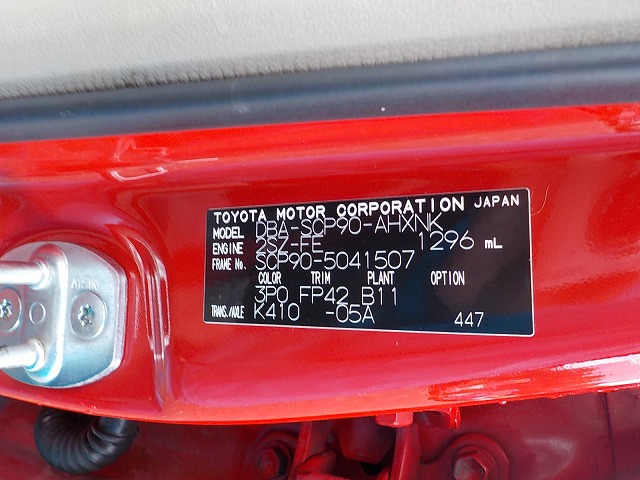 TOYOTA MOTOR CORPORATION JAPAN
MODEL DBA-SCP90-AHXNK
ENGINE 2SZ-FE 1296 mL
FRAME No. SCP90-5041507
COLOR TRIM PLANT OPTION
3P0 FP42 B11
TRANS./AXLE K410 -05A 447